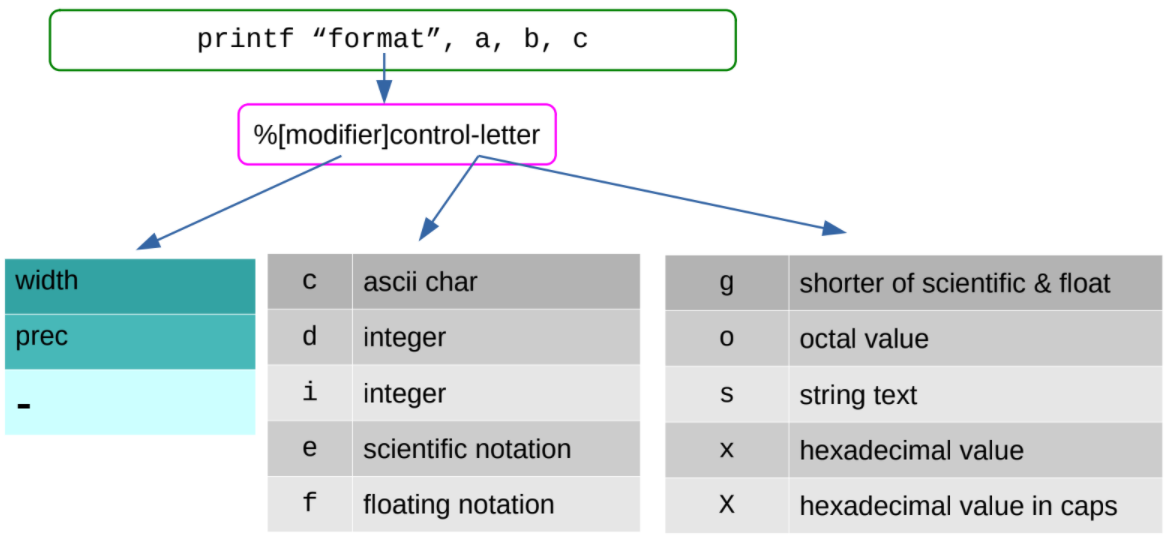 printf “format”, a, b, c
%[modifier]control-letter
width
prec
-
c ascii char
d integer
i integer
e scientific notation
f floating notation
g shorter of scientific & float
o octal value
s string text
x hexadecimal value
X hexadecimal value in caps